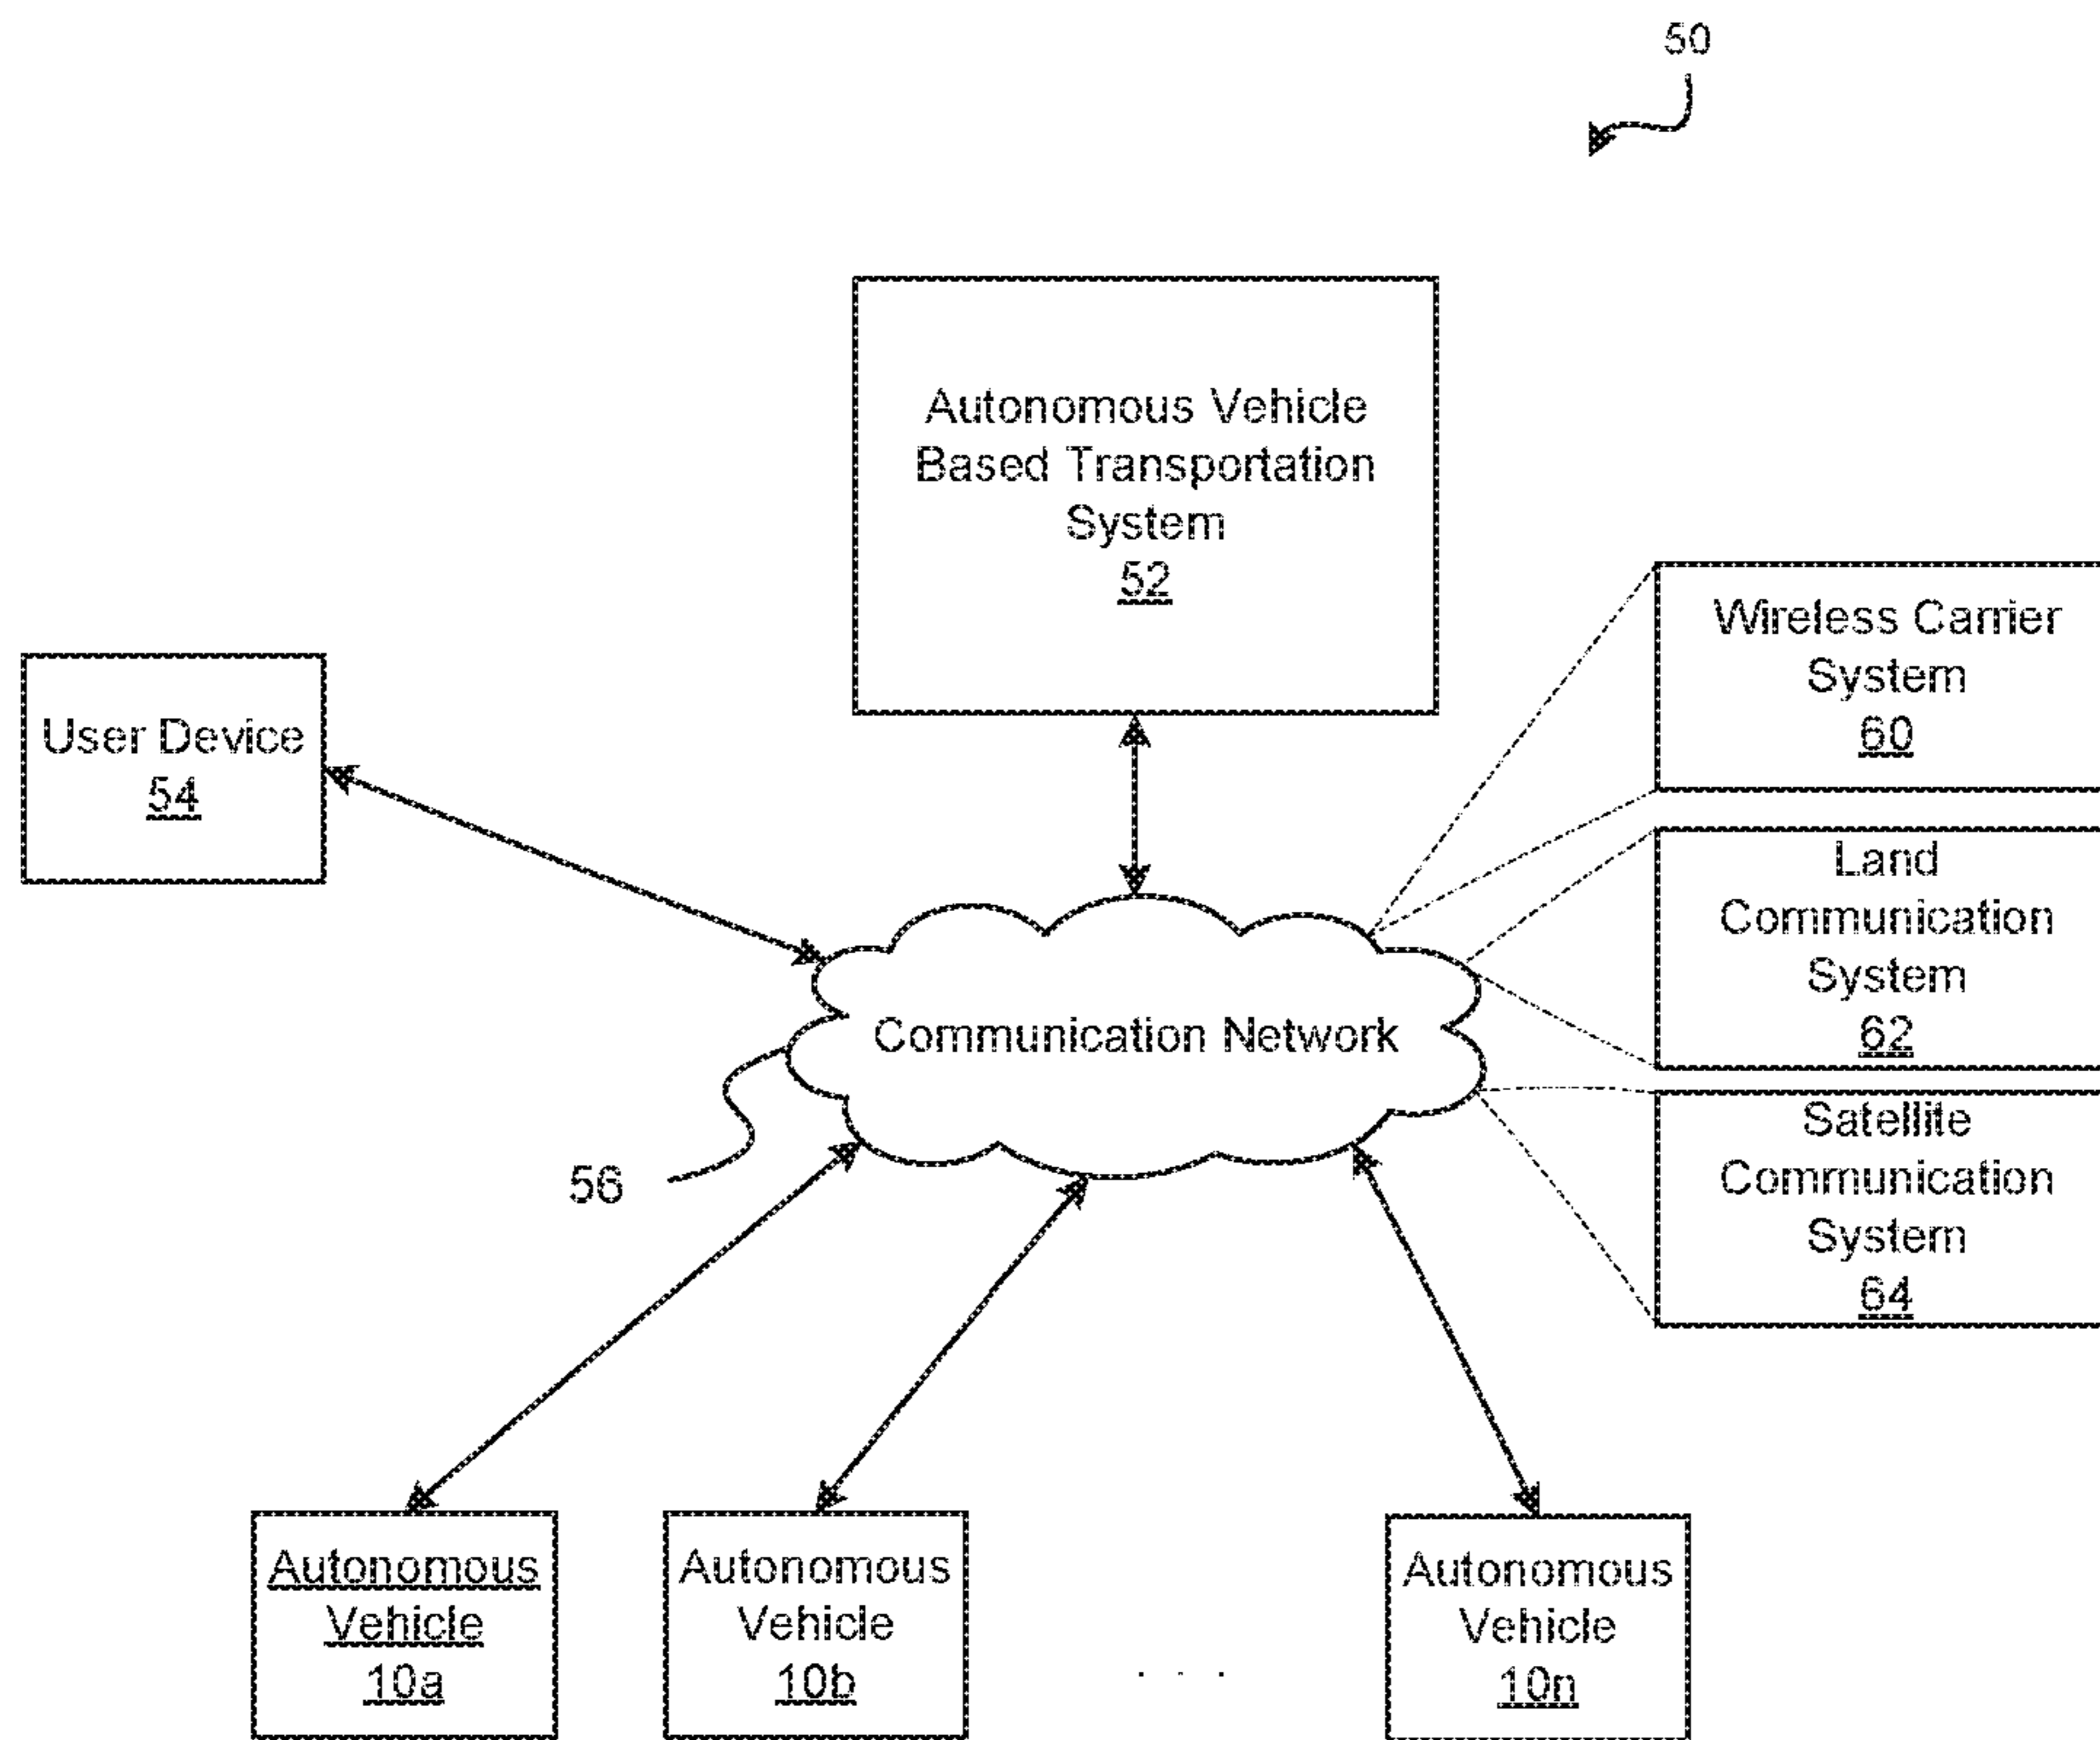 50
Autonomous Vehicle
Based Transportation
System
52
User Device
54
Wireless Carrier
System
60
Land
Communication
System
62
Communication Network
56
Satellite
Communication
System
64
Autonomous
Vehicle
10a
Autonomous
Vehicle
10b
. . .
Autonomous
Vehicle
10n